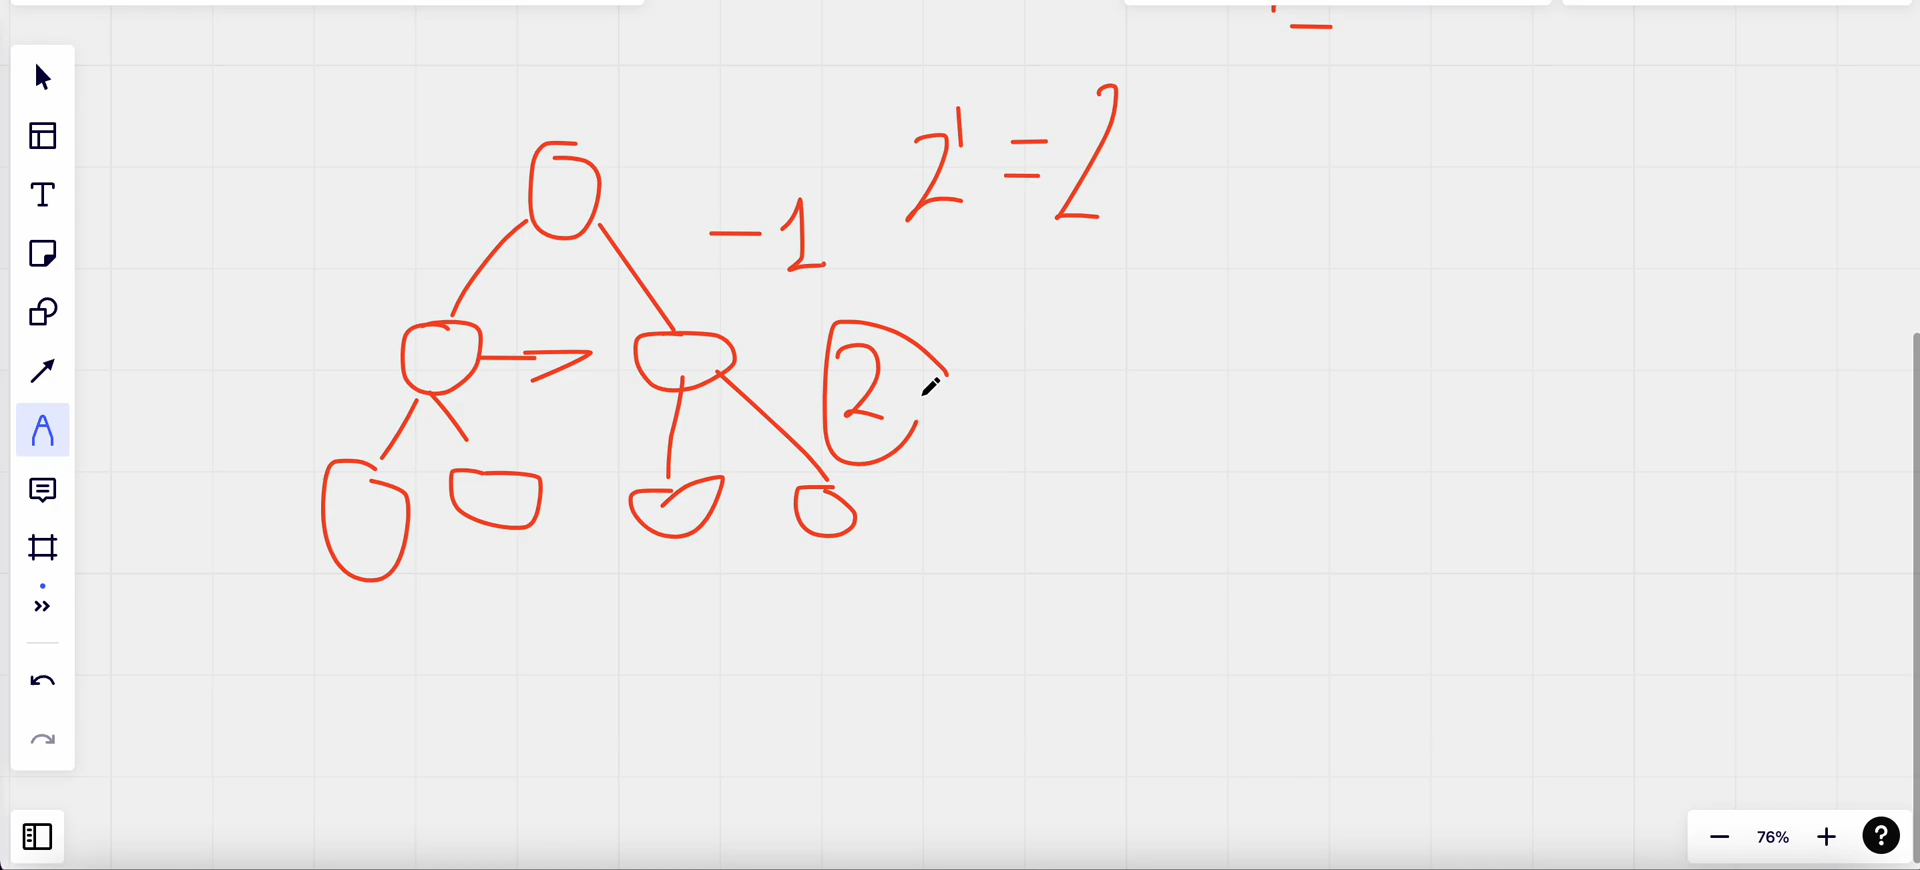 2¹ = 2
– 1
2
76%